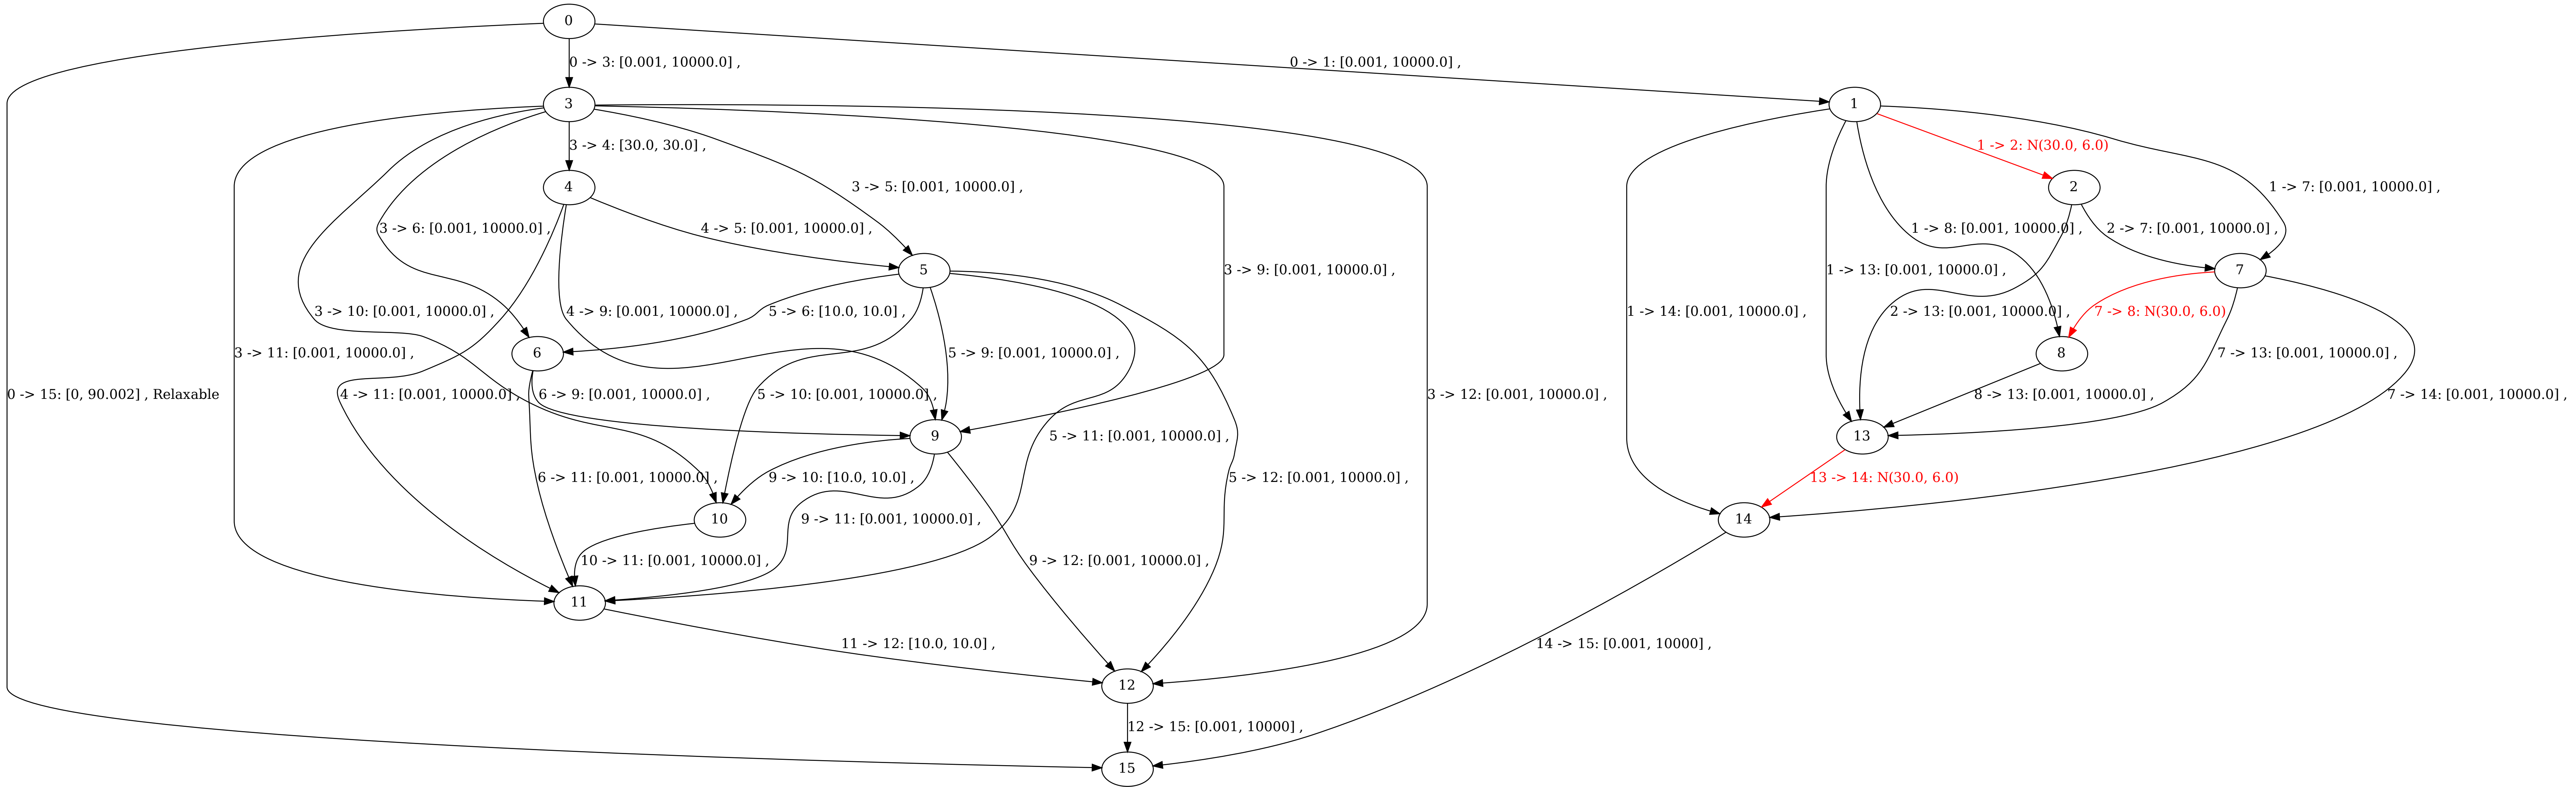 0
0 -> 3: [0.001, 10000.0] ,
0 -> 1: [0.001, 10000.0] ,
3
1
3 -> 4: [30.0, 30.0] ,
1 -> 2: N(30.0, 6.0)
4
3 -> 5: [0.001, 10000.0] ,
2
1 -> 7: [0.001, 10000.0] ,
3 -> 6: [0.001, 10000.0] ,
4 -> 5: [0.001, 10000.0] ,
1 -> 8: [0.001, 10000.0] ,
2 -> 7: [0.001, 10000.0] ,
5
3 -> 9: [0.001, 10000.0] ,
1 -> 13: [0.001, 10000.0] ,
7
3 -> 10: [0.001, 10000.0] ,
4 -> 9: [0.001, 10000.0] ,
5 -> 6: [10.0, 10.0] ,
1 -> 14: [0.001, 10000.0] ,
2 -> 13: [0.001, 10000.0] ,
7 -> 8: N(30.0, 6.0)
3 -> 11: [0.001, 10000.0] ,
6
5 -> 9: [0.001, 10000.0] ,
8
7 -> 13: [0.001, 10000.0] ,
0 -> 15: [0, 90.002] , Relaxable
4 -> 11: [0.001, 10000.0] ,
6 -> 9: [0.001, 10000.0] ,
5 -> 10: [0.001, 10000.0] ,
3 -> 12: [0.001, 10000.0] ,
8 -> 13: [0.001, 10000.0] ,
7 -> 14: [0.001, 10000.0] ,
9
5 -> 11: [0.001, 10000.0] ,
13
6 -> 11: [0.001, 10000.0] ,
9 -> 10: [10.0, 10.0] ,
5 -> 12: [0.001, 10000.0] ,
13 -> 14: N(30.0, 6.0)
10
9 -> 11: [0.001, 10000.0] ,
14
10 -> 11: [0.001, 10000.0] ,
9 -> 12: [0.001, 10000.0] ,
11
11 -> 12: [10.0, 10.0] ,
14 -> 15: [0.001, 10000] ,
12
12 -> 15: [0.001, 10000] ,
15